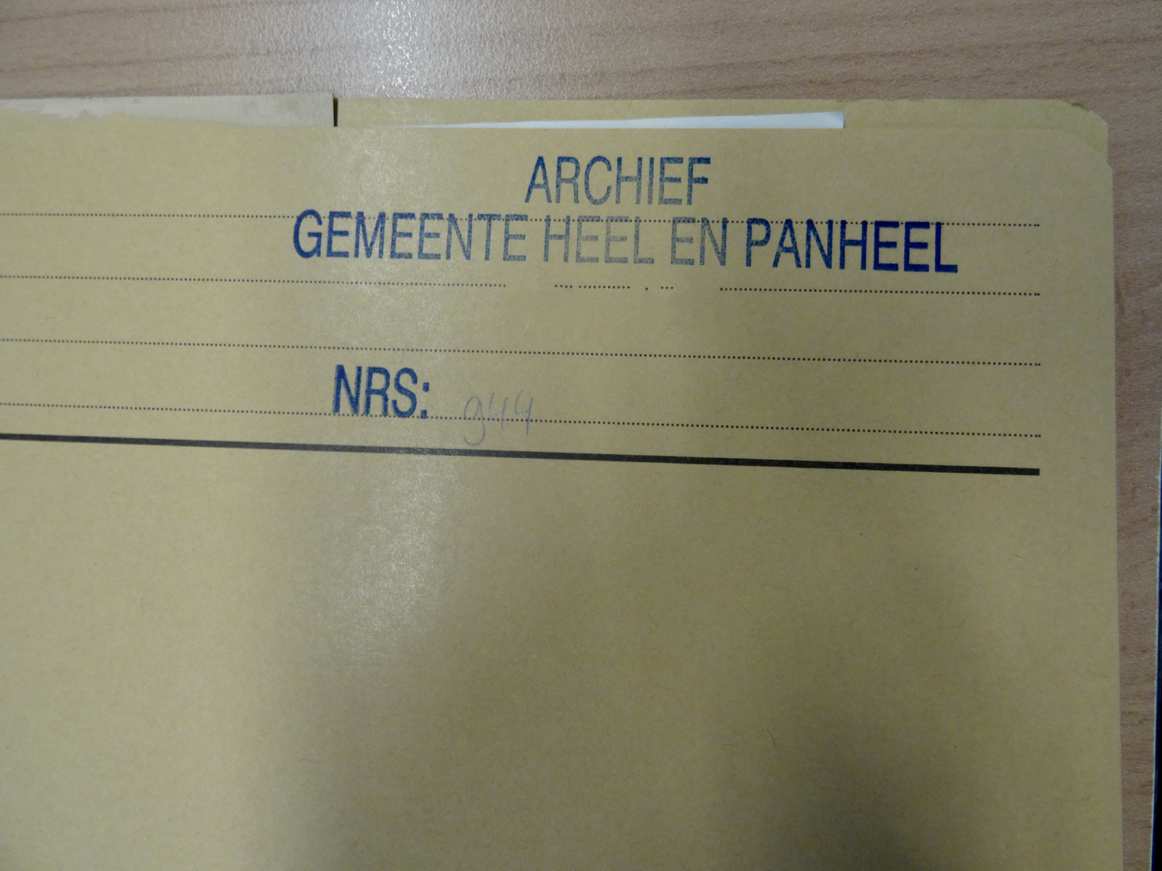 ARCHIEF
GEMEENTE HEEL EN PANHEEL
NRS: 944